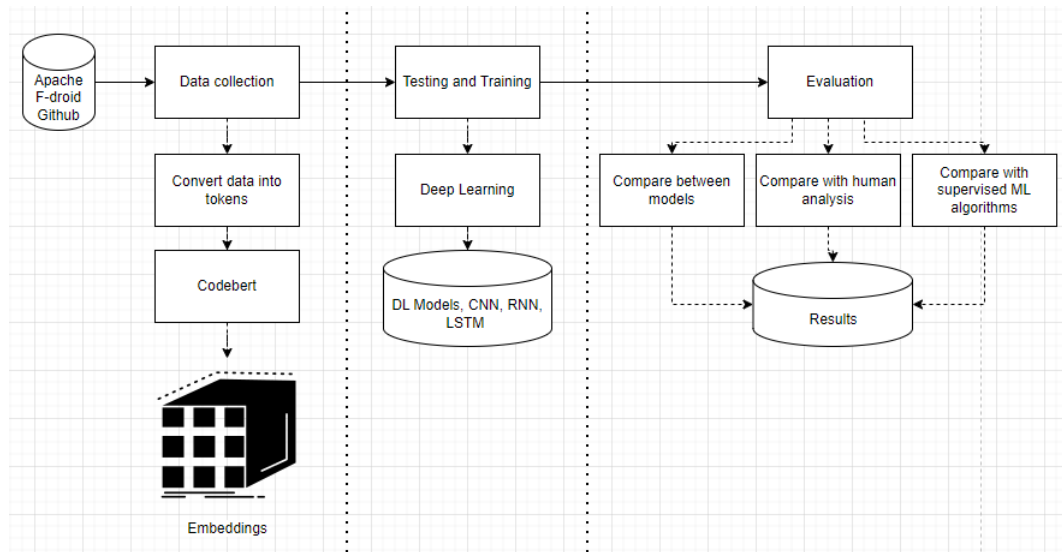 Apache
F-droid
Github
Data collection
Testing and Training
Evaluation
Convert data into
tokens
Deep Learning
Compare between
models
Compare with human
analysis
Compare with
supervised ML
algorithms
Codebert
DL Models, CNN, RNN,
LSTM
Results
Embeddings